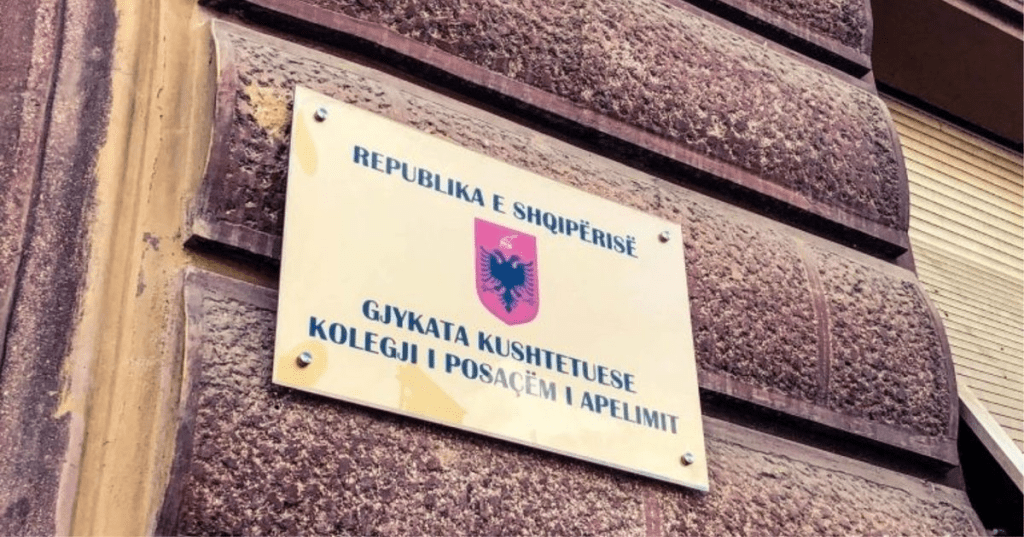 REPUBLIKA E SHQIPËRISË
GJYKATA KUSHTETUESE
KOLEGJI I POSAÇËM I APELIMIT